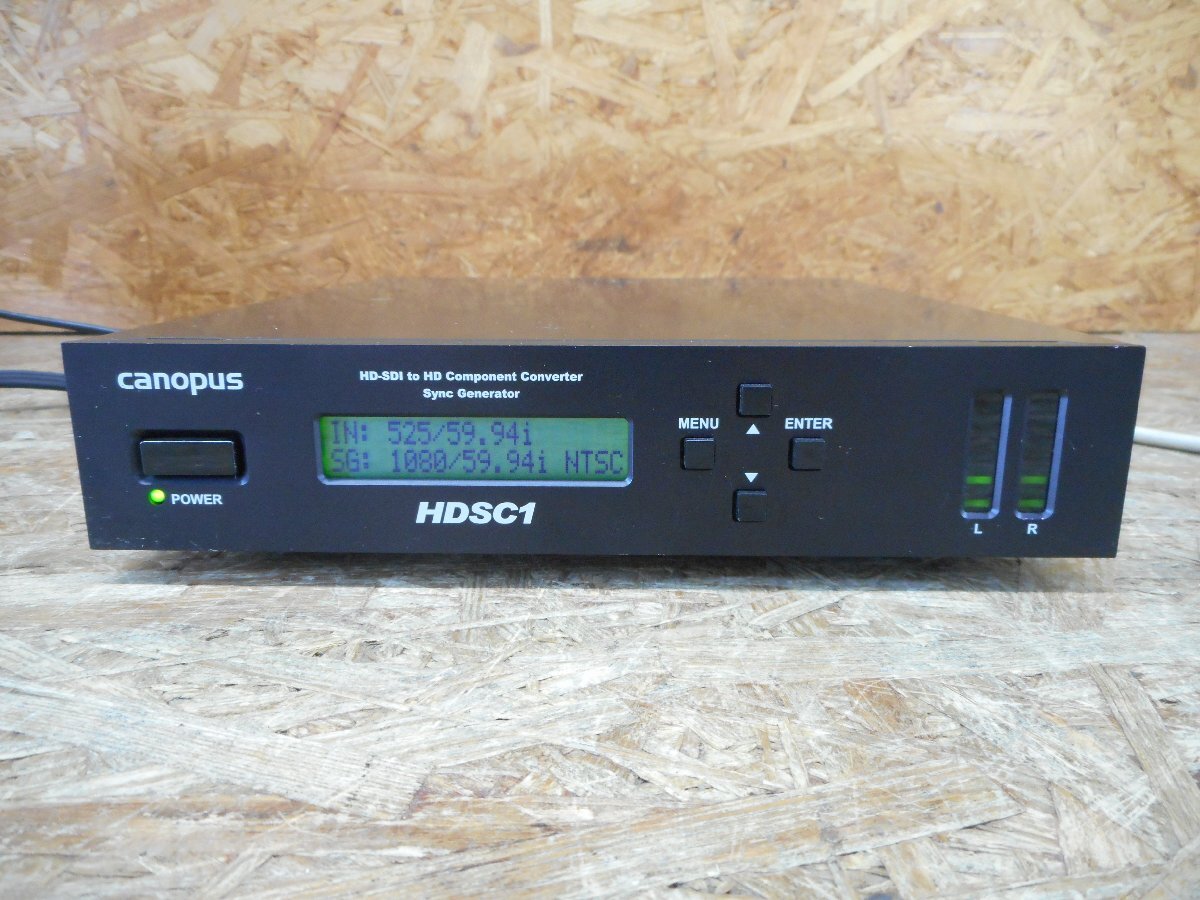 canopus
HD-SDI to HD Component Converter
Sync Generator
IN: 525/59.94i
SG: 1080/59.94i NTSC
HDSC1
POWER
MENU
▲
ENTER
▼
L
R